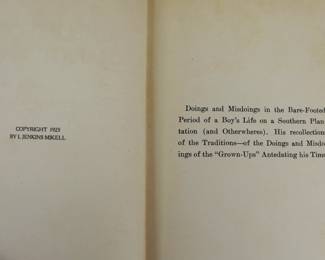 COPYRIGHT 1923
BY I. JENKINS MIKELL
Doings and Misdoings in the Bare-Footed
Period of a Boy's Life on a Southern Plan-
tation (and Otherwheres). His recollection
of the Traditions—of the Doings and Misdo-
ings of the "Grown-Ups" Antedating his Time